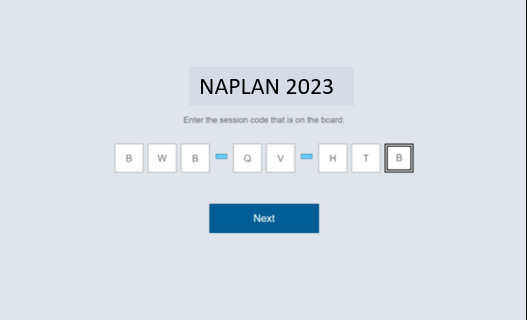 NAPLAN 2023
Enter the session code that is on the board:
B W B - Q V - H T B
Next